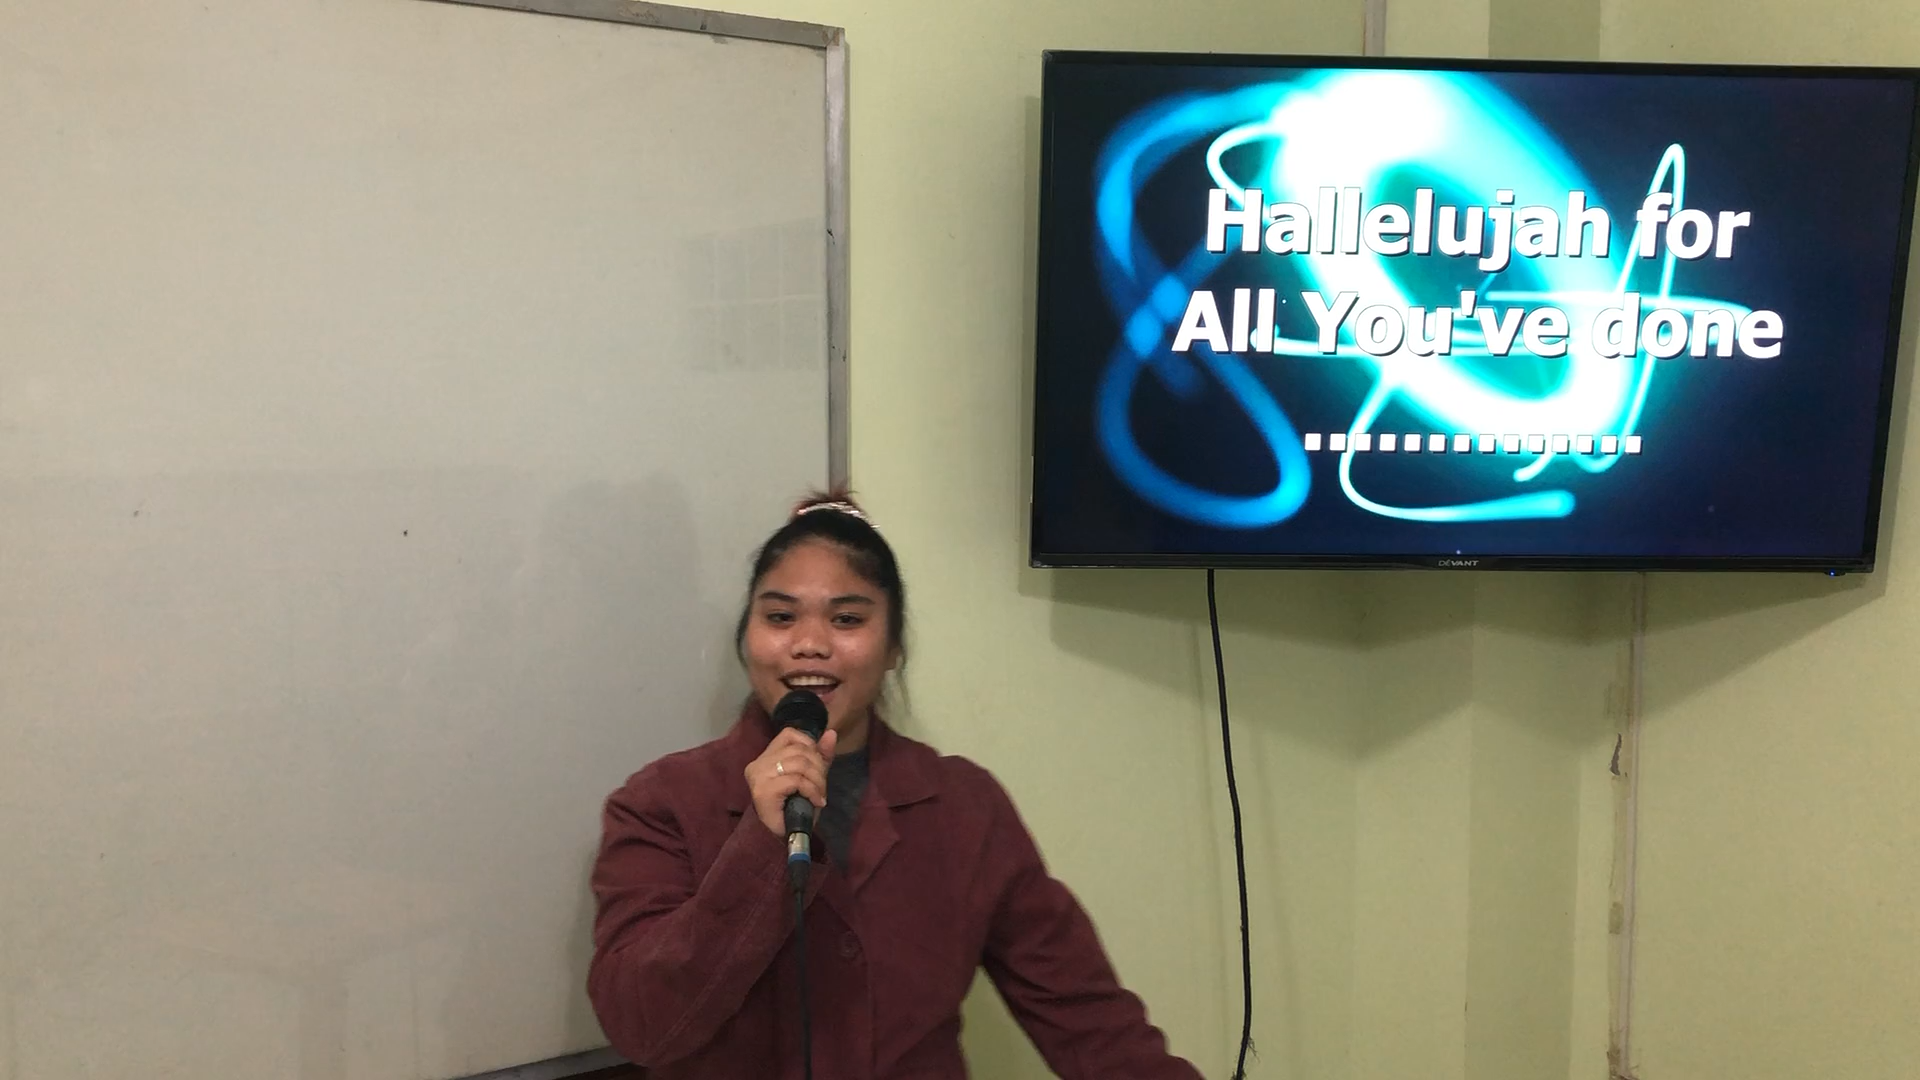 Hallelujah for
All You've done
..............
DEVANT